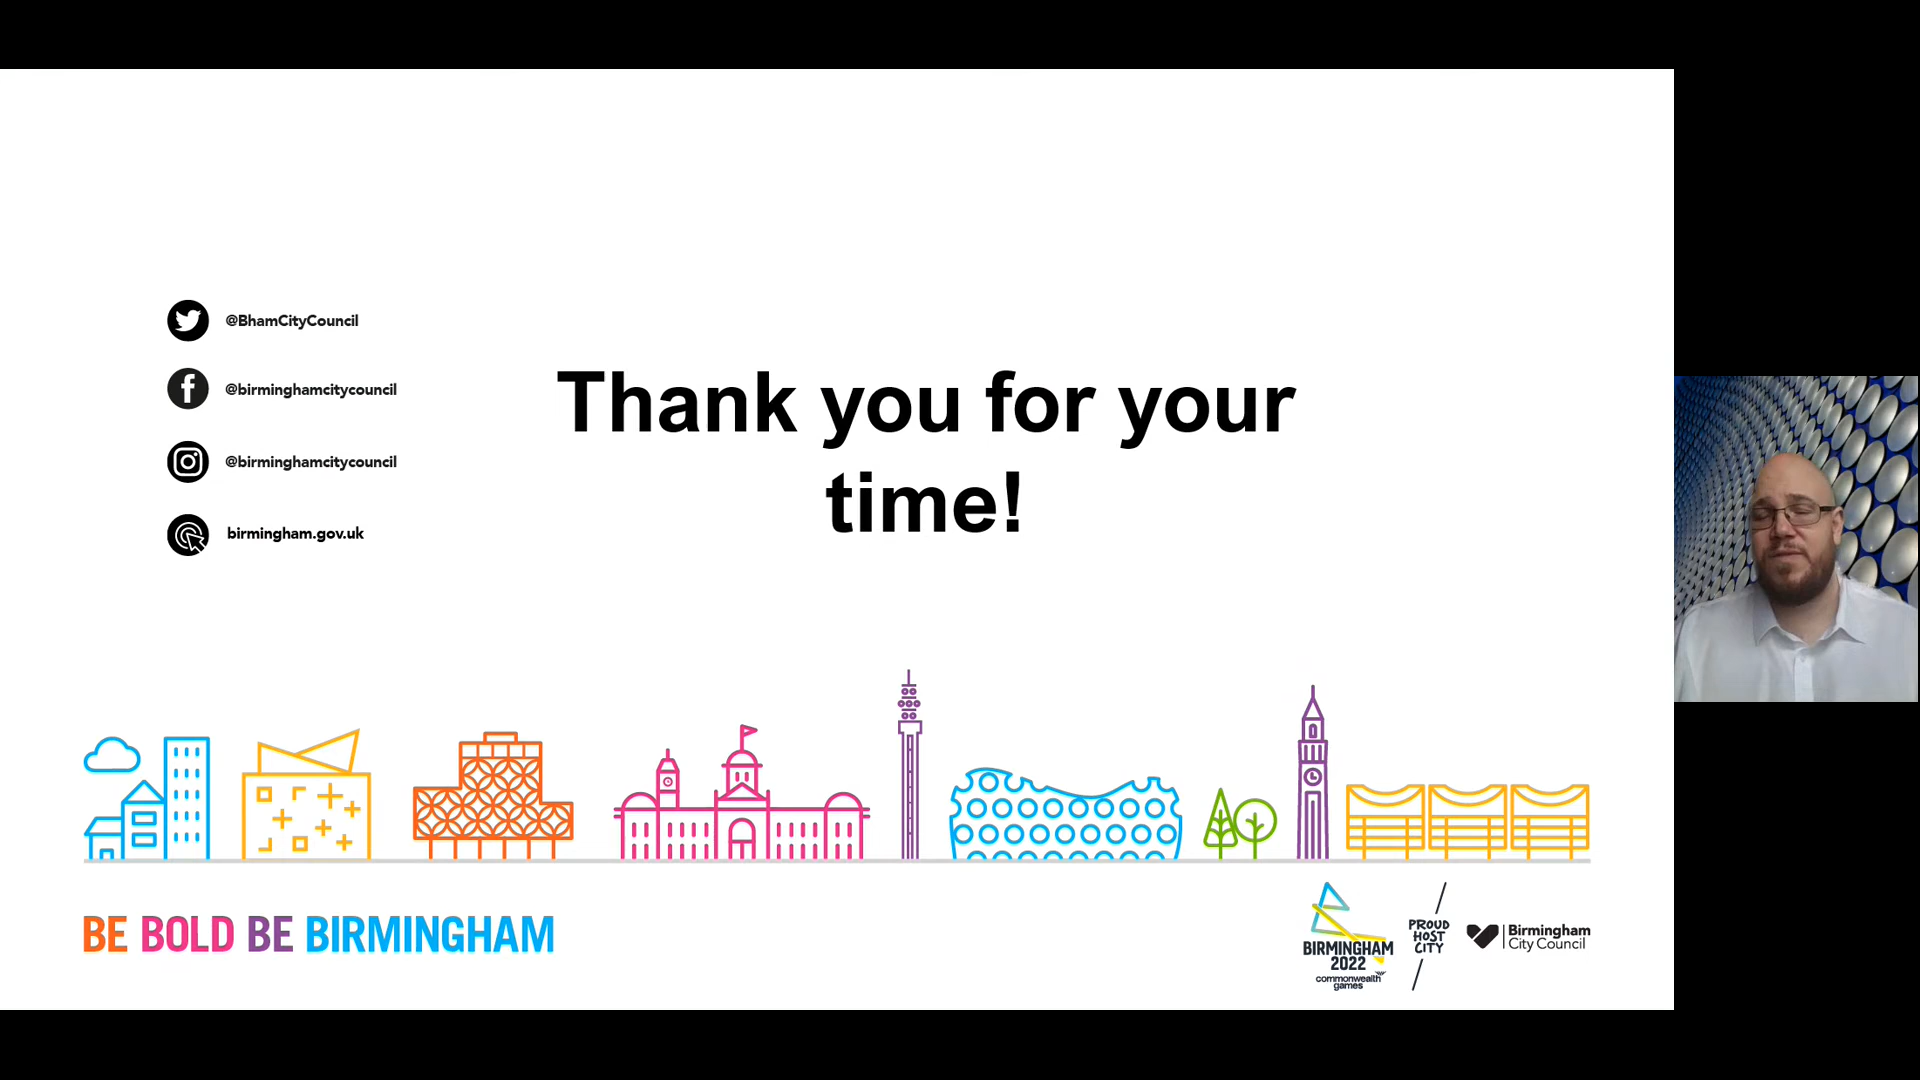 @BhamCityCouncil
@birminghamcitycouncil
@birminghamcitycouncil
birmingham.gov.uk
Thank you for your
time!
BE BOLD BE BIRMINGHAM
BIRMINGHAM
2022
commonwealth
games
PROUD
HOST
CITY
Birmingham
City Council